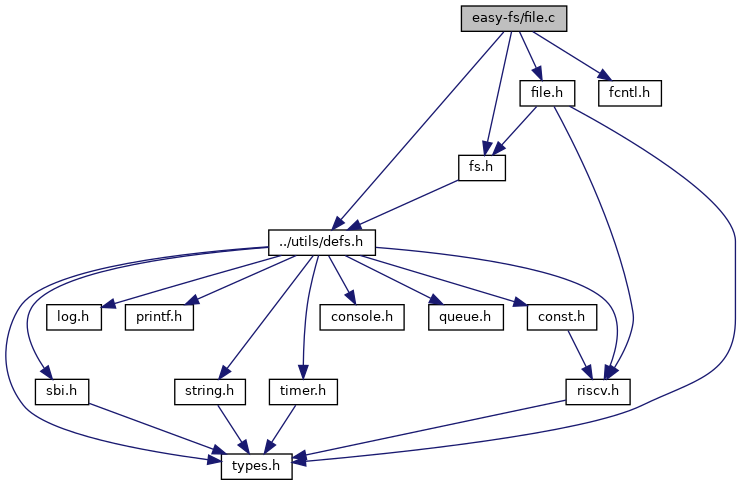 easy-fs/file.c
file.h
fcntl.h
fs.h
../utils/defs.h
log.h
printf.h
console.h
queue.h
const.h
sbi.h
string.h
timer.h
riscv.h
types.h